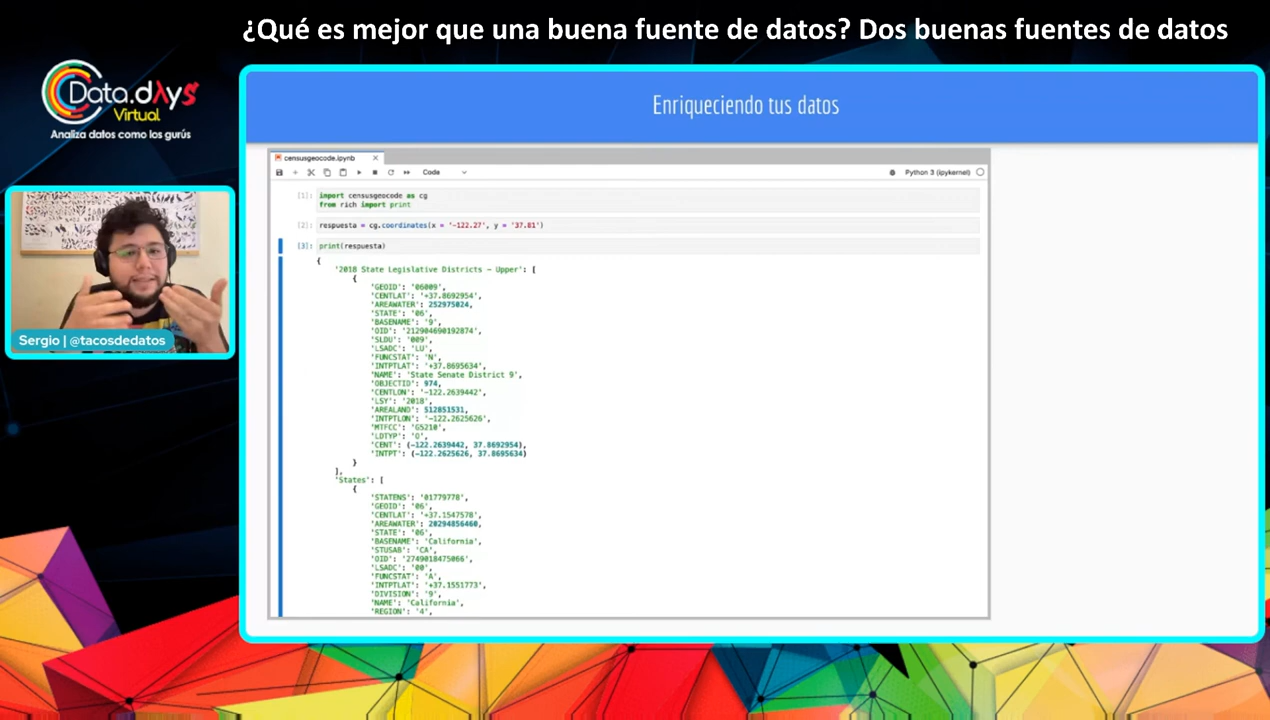 ¿Qué es mejor que una buena fuente de datos? Dos buenas fuentes de datos
Data.dAys
Virtual
Analiza datos como los gurús
Sergio | @tacosdedatos
Enriqueciendo tus datos
censusgeocode.ipynb
Code
Python 3 (ipykernel)
[1]: import censusgeocode as cg
from rich import print
[2]: respuesta = cg.coordinates(x = '-122.27', y = '37.81')
[3]: print(respuesta)
{
'2018 State Legislative Districts - Upper': [
{
'GEOID': '06009',
'CENTLAT': '+37.8692954',
'AREAWATER': 252975024,
'STATE': '06',
'BASENAME': '9',
'OID': '212904690192874',
'SLDU': '009',
'LSADC': 'LU',
'FUNCSTAT': 'N',
'INTPTLAT': '+37.8695634',
'NAME': 'State Senate District 9',
'OBJECTID': 974,
'CENTLON': '-122.2639442',
'LSY': '2018',
'AREALAND': 512851531,
'INTPTLON': '-122.2625626',
'MTFCC': 'G5210',
'LDTYP': 'O',
'CENT': (-122.2639442, 37.8692954),
'INTPT': (-122.2625626, 37.8695634)
}
],
'States': [
{
'STATENS': '01779778',
'GEOID': '06',
'CENTLAT': '+37.1547578',
'AREAWATER': 20294856460,
'STATE': '06',
'BASENAME': 'California',
'STUSAB': 'CA',
'OID': '2749018475066',
'LSADC': '00',
'FUNCSTAT': 'A',
'INTPTLAT': '+37.1551773',
'DIVISION': '9',
'NAME': 'California',
'REGION': '4',